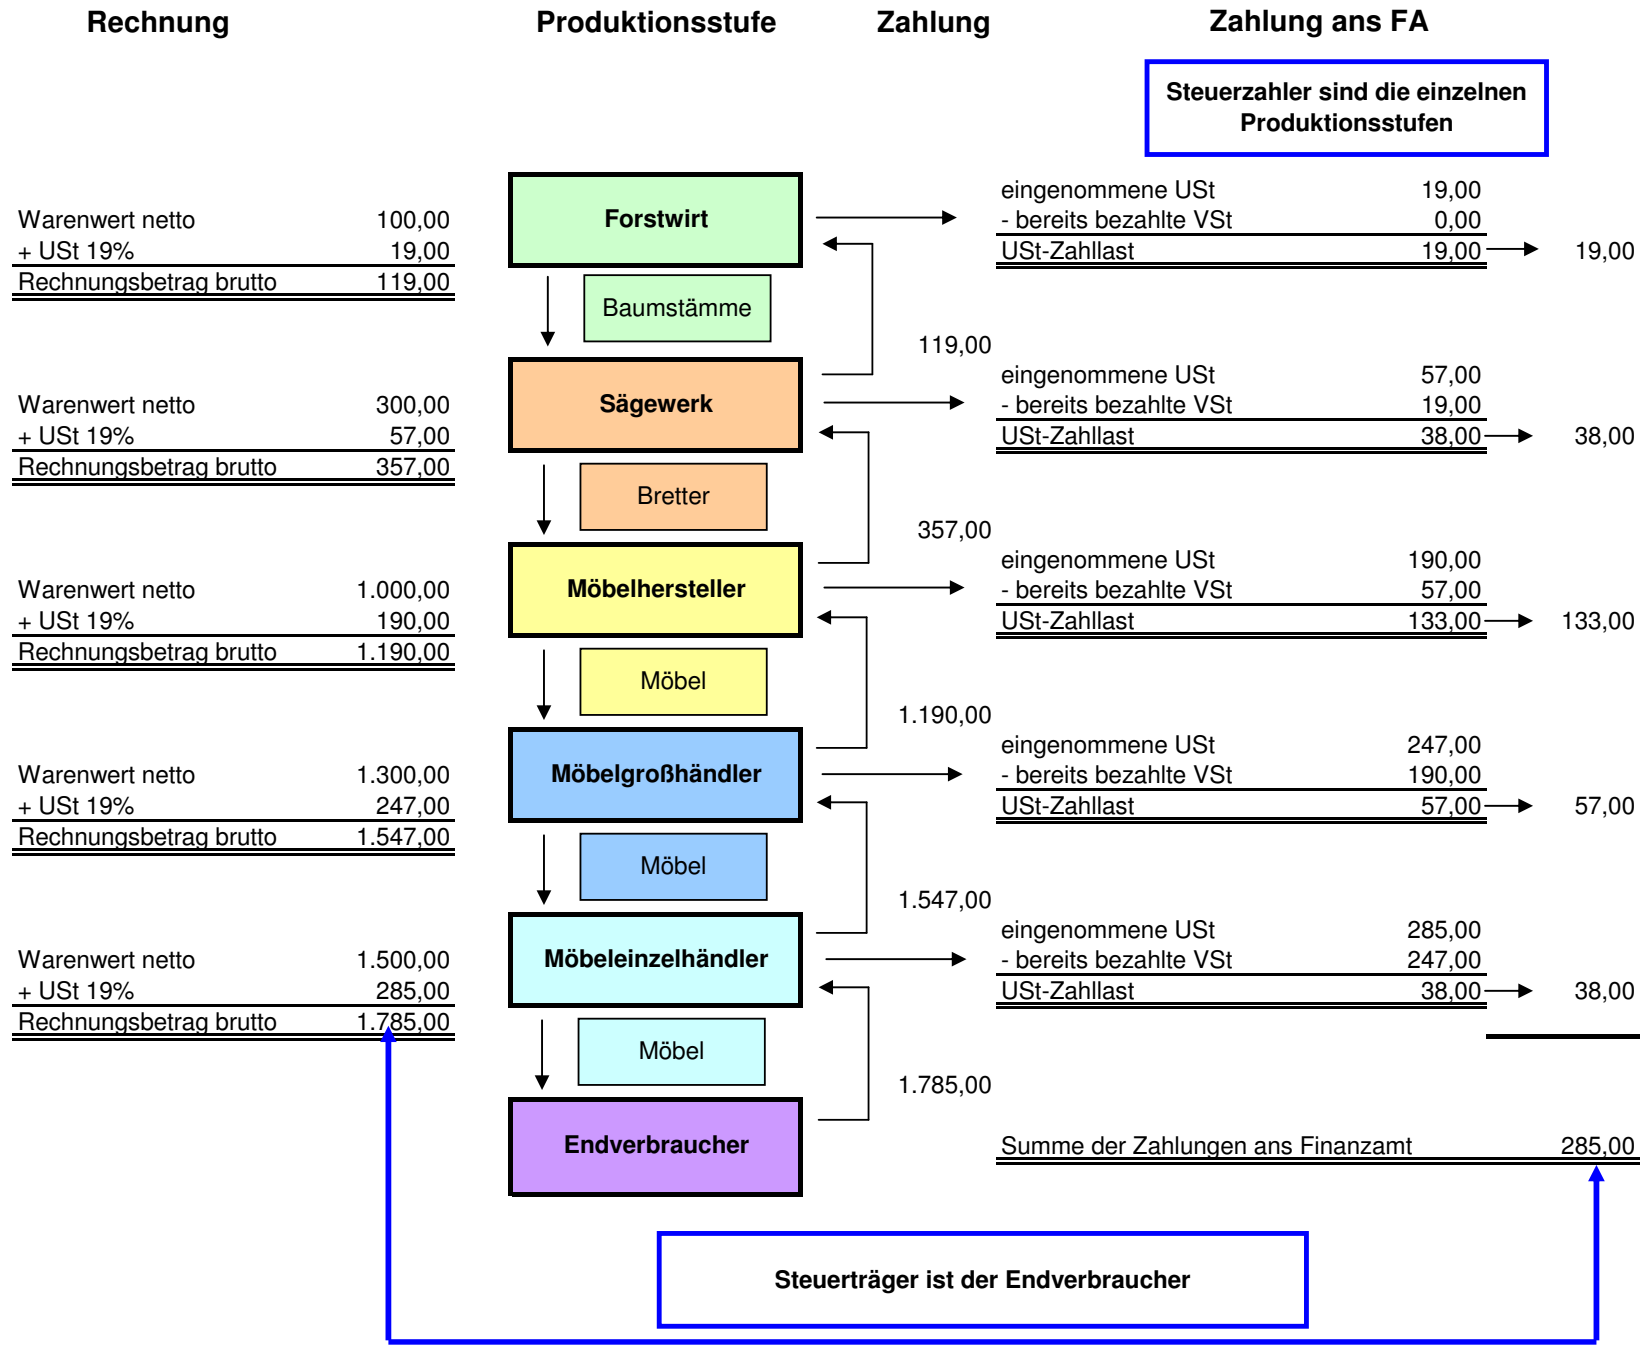 Rechnung Produktionsstufe Zahlung Zahlung ans FA
Steuerzahler sind die einzelnen
Produktionsstufen
Warenwert netto 100,00
+ USt 19% 19,00
Rechnungsbetrag brutto 119,00
Forstwirt
eingenommene USt 19,00
- bereits bezahlte VSt 0,00
USt-Zahllast 19,00 19,00
Baumstämme
119,00
Warenwert netto 300,00
+ USt 19% 57,00
Rechnungsbetrag brutto 357,00
Sägewerk
eingenommene USt 57,00
- bereits bezahlte VSt 19,00
USt-Zahllast 38,00 38,00
Bretter
357,00
Warenwert netto 1.000,00
+ USt 19% 190,00
Rechnungsbetrag brutto 1.190,00
Möbelhersteller
eingenommene USt 190,00
- bereits bezahlte VSt 57,00
USt-Zahllast 133,00 133,00
Möbel
1.190,00
Warenwert netto 1.300,00
+ USt 19% 247,00
Rechnungsbetrag brutto 1.547,00
Möbelgroßhändler
eingenommene USt 247,00
- bereits bezahlte VSt 190,00
USt-Zahllast 57,00 57,00
Möbel
1.547,00
Warenwert netto 1.500,00
+ USt 19% 285,00
Rechnungsbetrag brutto 1.785,00
Möbeleinzelhändler
eingenommene USt 285,00
- bereits bezahlte VSt 247,00
USt-Zahllast 38,00 38,00
Möbel
1.785,00
Endverbraucher
Summe der Zahlungen ans Finanzamt 285,00
Steuerträger ist der Endverbraucher